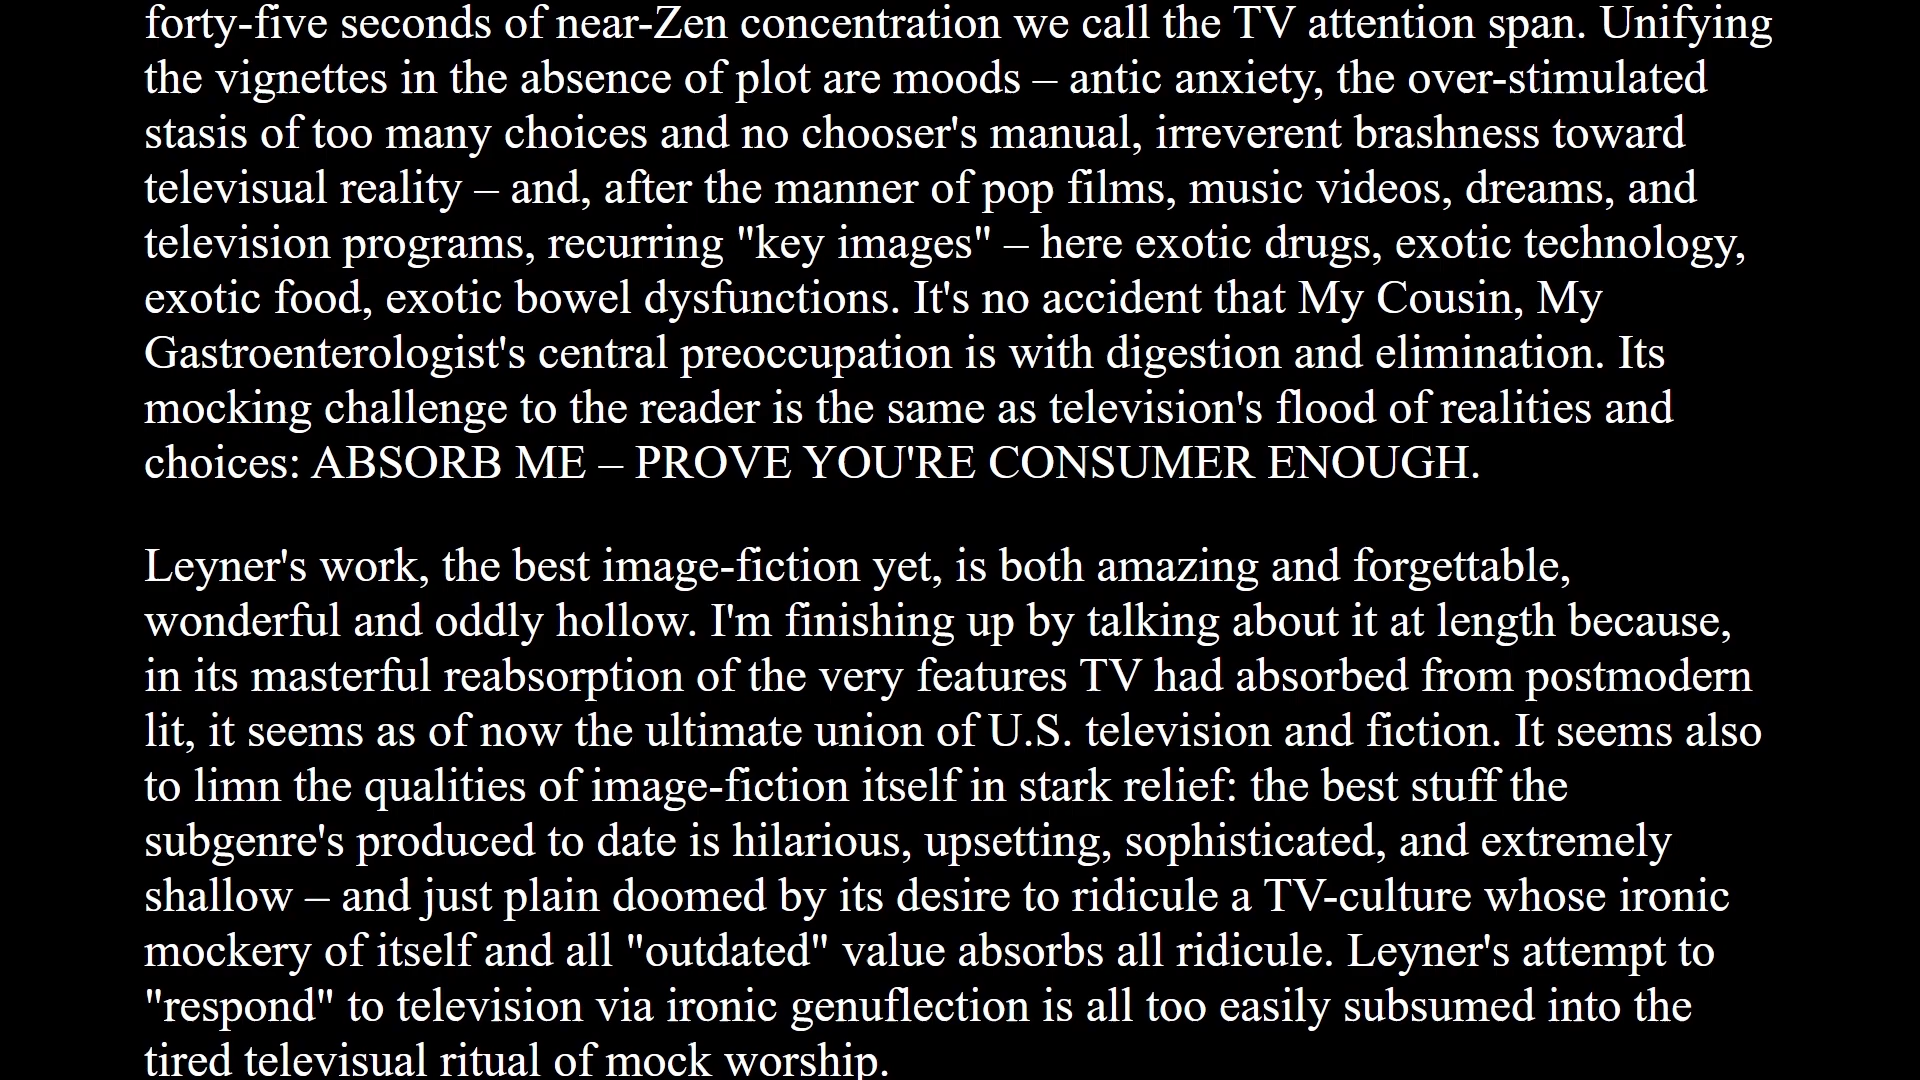 forty-five seconds of near-Zen concentration we call the TV attention span. Unifying
the vignettes in the absence of plot are moods – antic anxiety, the over-stimulated
stasis of too many choices and no chooser's manual, irreverent brashness toward
televisual reality – and, after the manner of pop films, music videos, dreams, and
television programs, recurring "key images" – here exotic drugs, exotic technology,
exotic food, exotic bowel dysfunctions. It's no accident that My Cousin, My
Gastroenterologist's central preoccupation is with digestion and elimination. Its
mocking challenge to the reader is the same as television's flood of realities and
choices: ABSORB ME – PROVE YOU'RE CONSUMER ENOUGH.

Leyner's work, the best image-fiction yet, is both amazing and forgettable,
wonderful and oddly hollow. I'm finishing up by talking about it at length because,
in its masterful reabsorption of the very features TV had absorbed from postmodern
lit, it seems as of now the ultimate union of U.S. television and fiction. It seems also
to limn the qualities of image-fiction itself in stark relief: the best stuff the
subgenre's produced to date is hilarious, upsetting, sophisticated, and extremely
shallow – and just plain doomed by its desire to ridicule a TV-culture whose ironic
mockery of itself and all "outdated" value absorbs all ridicule. Leyner's attempt to
"respond" to television via ironic genuflection is all too easily subsumed into the
tired televisual ritual of mock worship.